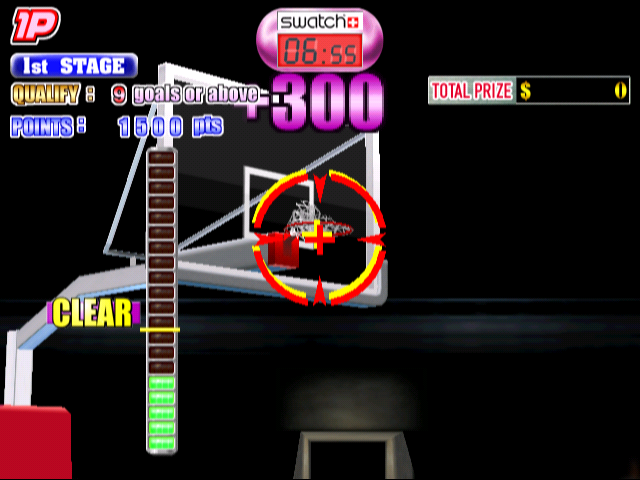 1P
swatch
06:55
1st STAGE
QUALIFY : 9 goals or above
+300
TOTAL PRIZE $ 0
POINTS : 1500 pts
CLEAR